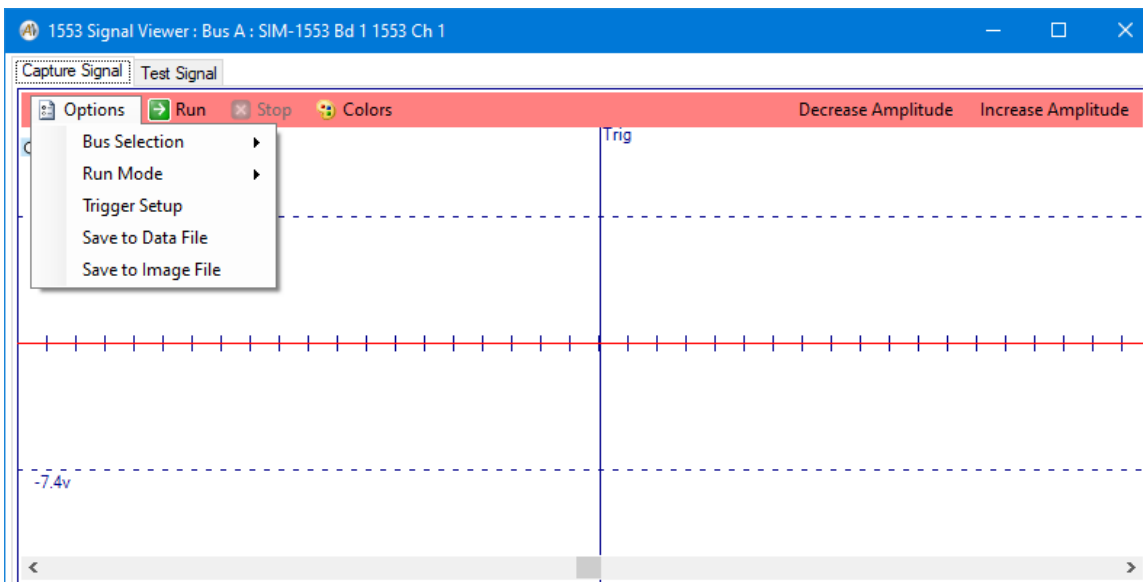 1553 Signal Viewer : Bus A : SIM-1553 Bd 1 1553 Ch 1
Capture Signal Test Signal
Options Run Stop Colors Decrease Amplitude Increase Amplitude
Trig
Bus Selection
Run Mode
Trigger Setup
Save to Data File
Save to Image File
-7.4v